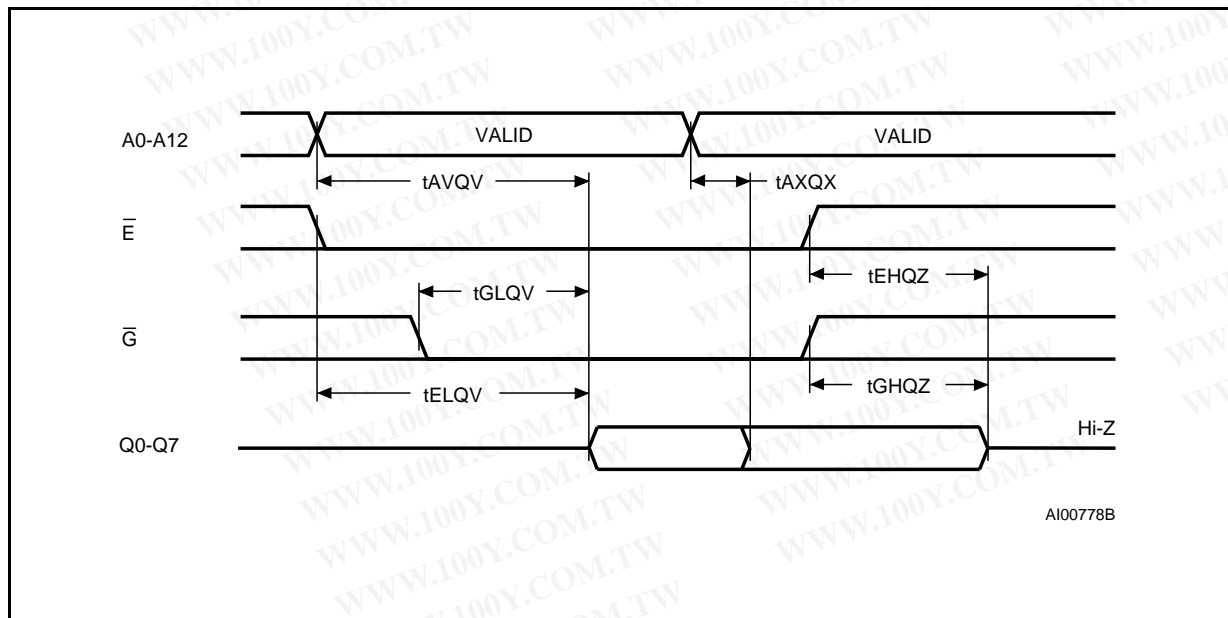 A0-A12
VALID
VALID
tAVQV
tAXQX
E
tEHQZ
tGLQV
G
tGHQZ
tELQV
Hi-Z
Q0-Q7
AI00778B
WWW.100Y.COM.TW